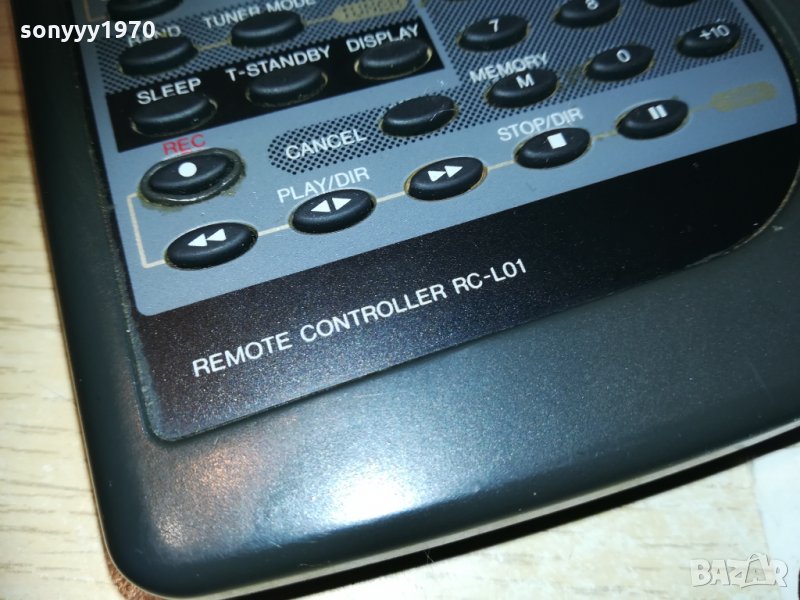 sonyyy1970
BAND
TUNER MODE
SLEEP
T-STANDBY
DISPLAY
7
8
MEMORY
M
0
+10
REC
CANCEL
PLAY/DIR
STOP/DIR
REMOTE CONTROLLER RC-L01
BAZAR